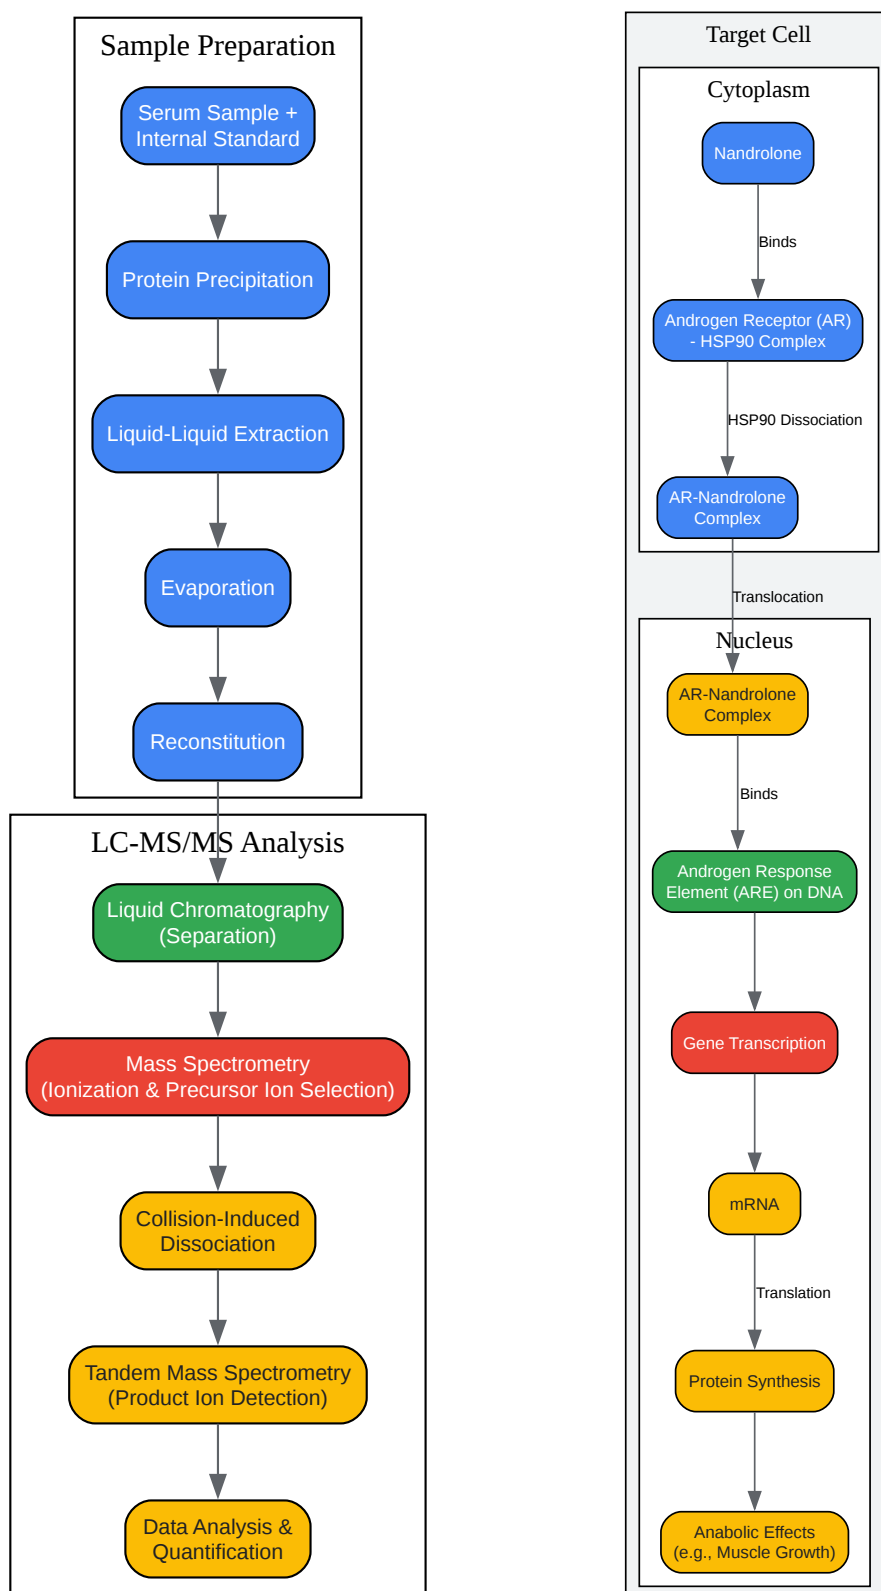 Sample Preparation
Serum Sample +
Internal Standard
Protein Precipitation
Liquid-Liquid Extraction
Evaporation
Reconstitution
LC-MS/MS Analysis
Liquid Chromatography
(Separation)
Mass Spectrometry
(Ionization & Precursor Ion Selection)
Collision-Induced
Dissociation
Tandem Mass Spectrometry
(Product Ion Detection)
Data Analysis &
Quantification
Target Cell
Cytoplasm
Nandrolone
Binds
Androgen Receptor (AR)
- HSP90 Complex
HSP90 Dissociation
AR-Nandrolone
Complex
Translocation
Nucleus
AR-Nandrolone
Complex
Binds
Androgen Response
Element (ARE) on DNA
Gene Transcription
mRNA
Translation
Protein Synthesis
Anabolic Effects
(e.g., Muscle Growth)